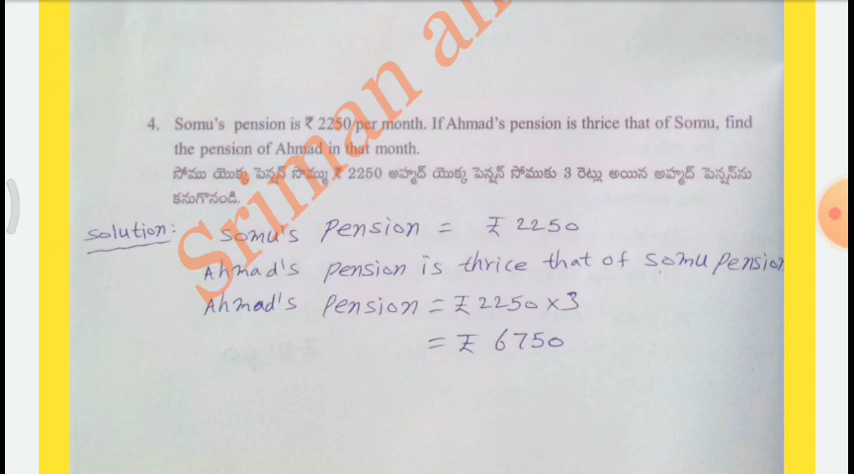 Sriman an
4. Somu's pension is ₹ 2250 per month. If Ahmad's pension is thrice that of Somu, find
the pension of Ahmad in that month.
సోము యొక్క పెన్షన్ సొమ్ము ₹ 2250 అహ్మద్ యొక్క పెన్షన్ సోముకు 3 రెట్లు అయిన అహ్మద్ పెన్షన్‌ను
కనుగొనండి.
Solution: Somu's Pension = ₹ 2250
Ahmad's pension is thrice that of Somu pension
Ahmad's Pension = ₹ 2250 × 3
= ₹ 6750